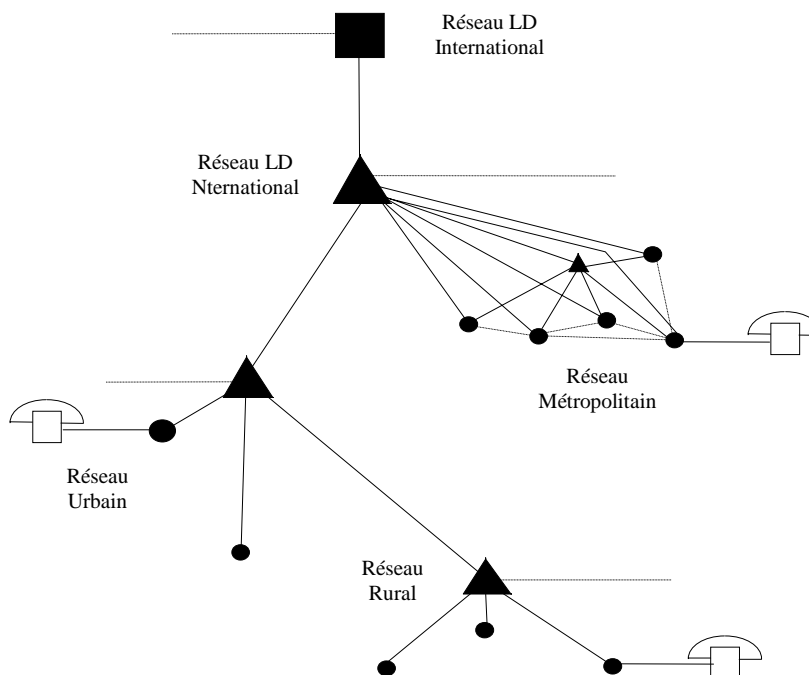 Réseau LD
International
Réseau LD
Nternational
Réseau
Métropolitain
Réseau
Urbain
Réseau
Rural